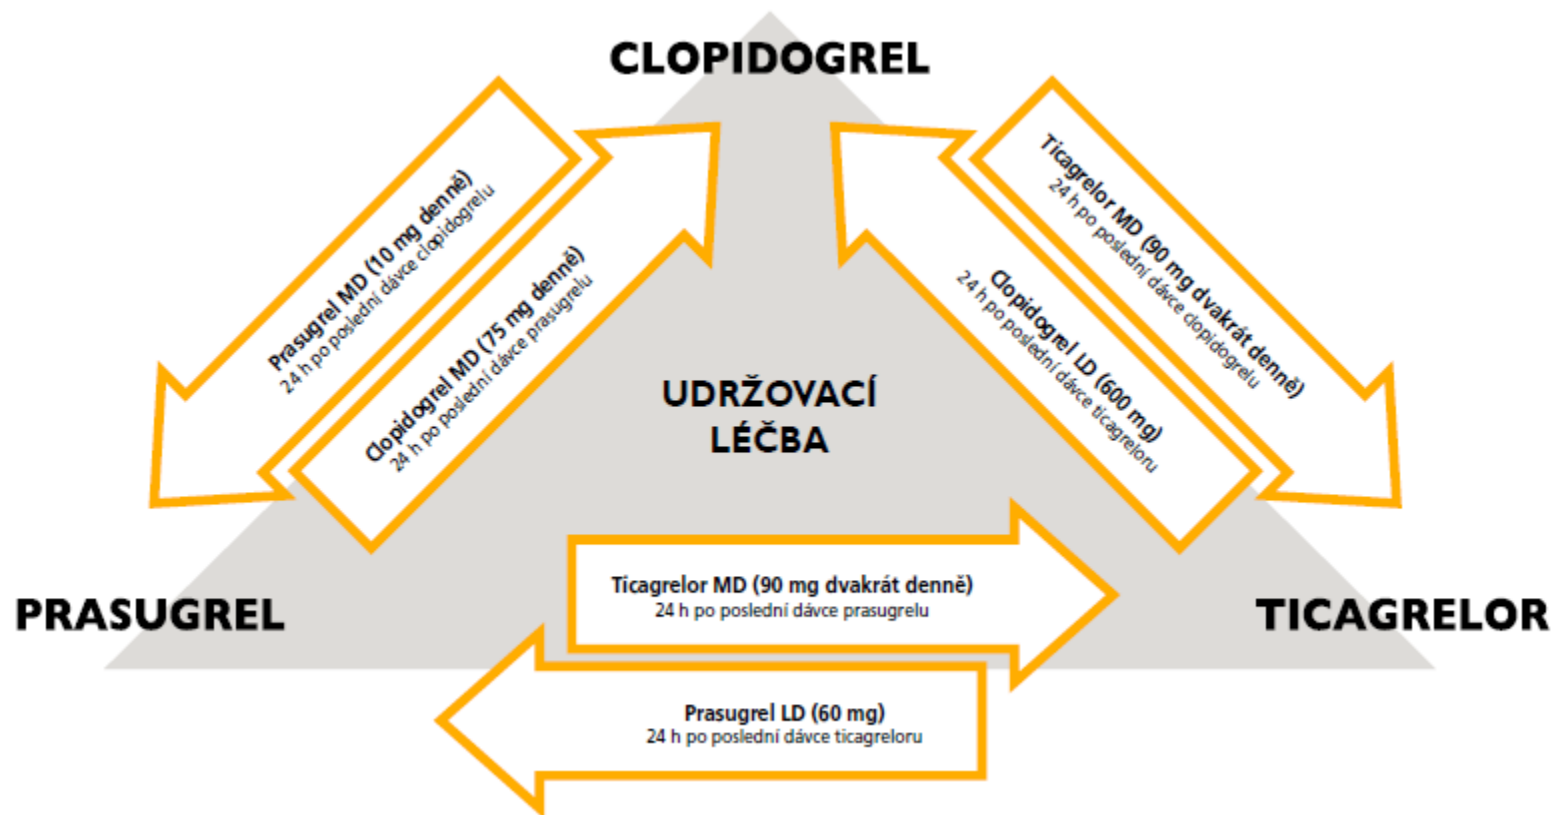 CLOPIDOGREL
Prasugrel MD (10 mg denně)
24 h po poslední dávce clopidogrelu
Clopidogrel MD (75 mg denně)
24 h po poslední dávce prasugrelu
Ticagrelor MD (90 mg dvakrát denně)
24 h po poslední dávce clopidogrelu
Clopidogrel LD (600 mg)
24 h po poslední dávce ticagreloru
UDRŽOVACÍ
LÉČBA
PRASUGREL
TICAGRELOR
Ticagrelor MD (90 mg dvakrát denně)
24 h po poslední dávce prasugrelu
Prasugrel LD (60 mg)
24 h po poslední dávce ticagreloru